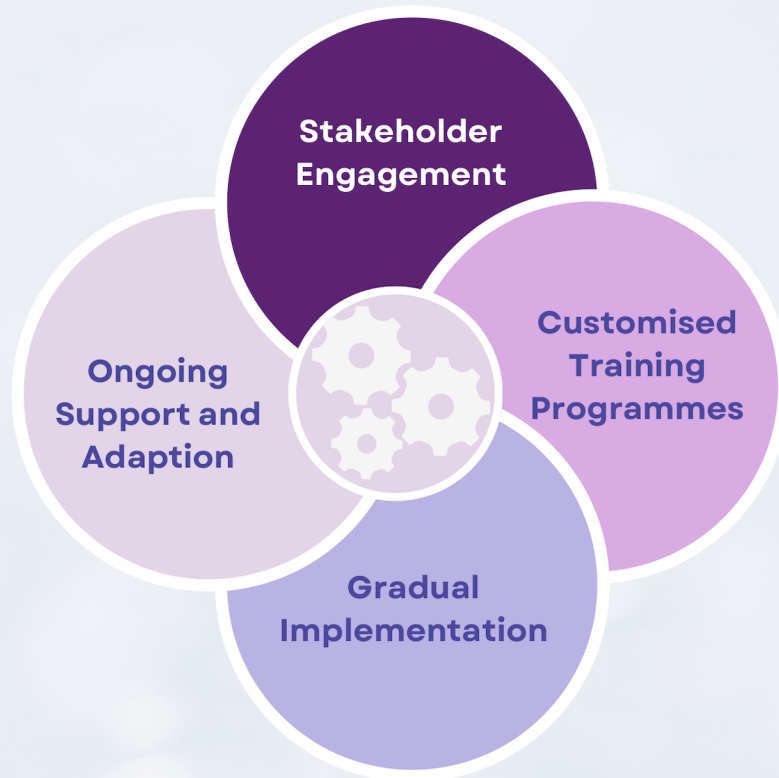 Stakeholder
Engagement
Customised
Training
Programmes
Gradual
Implementation
Ongoing
Support and
Adaption